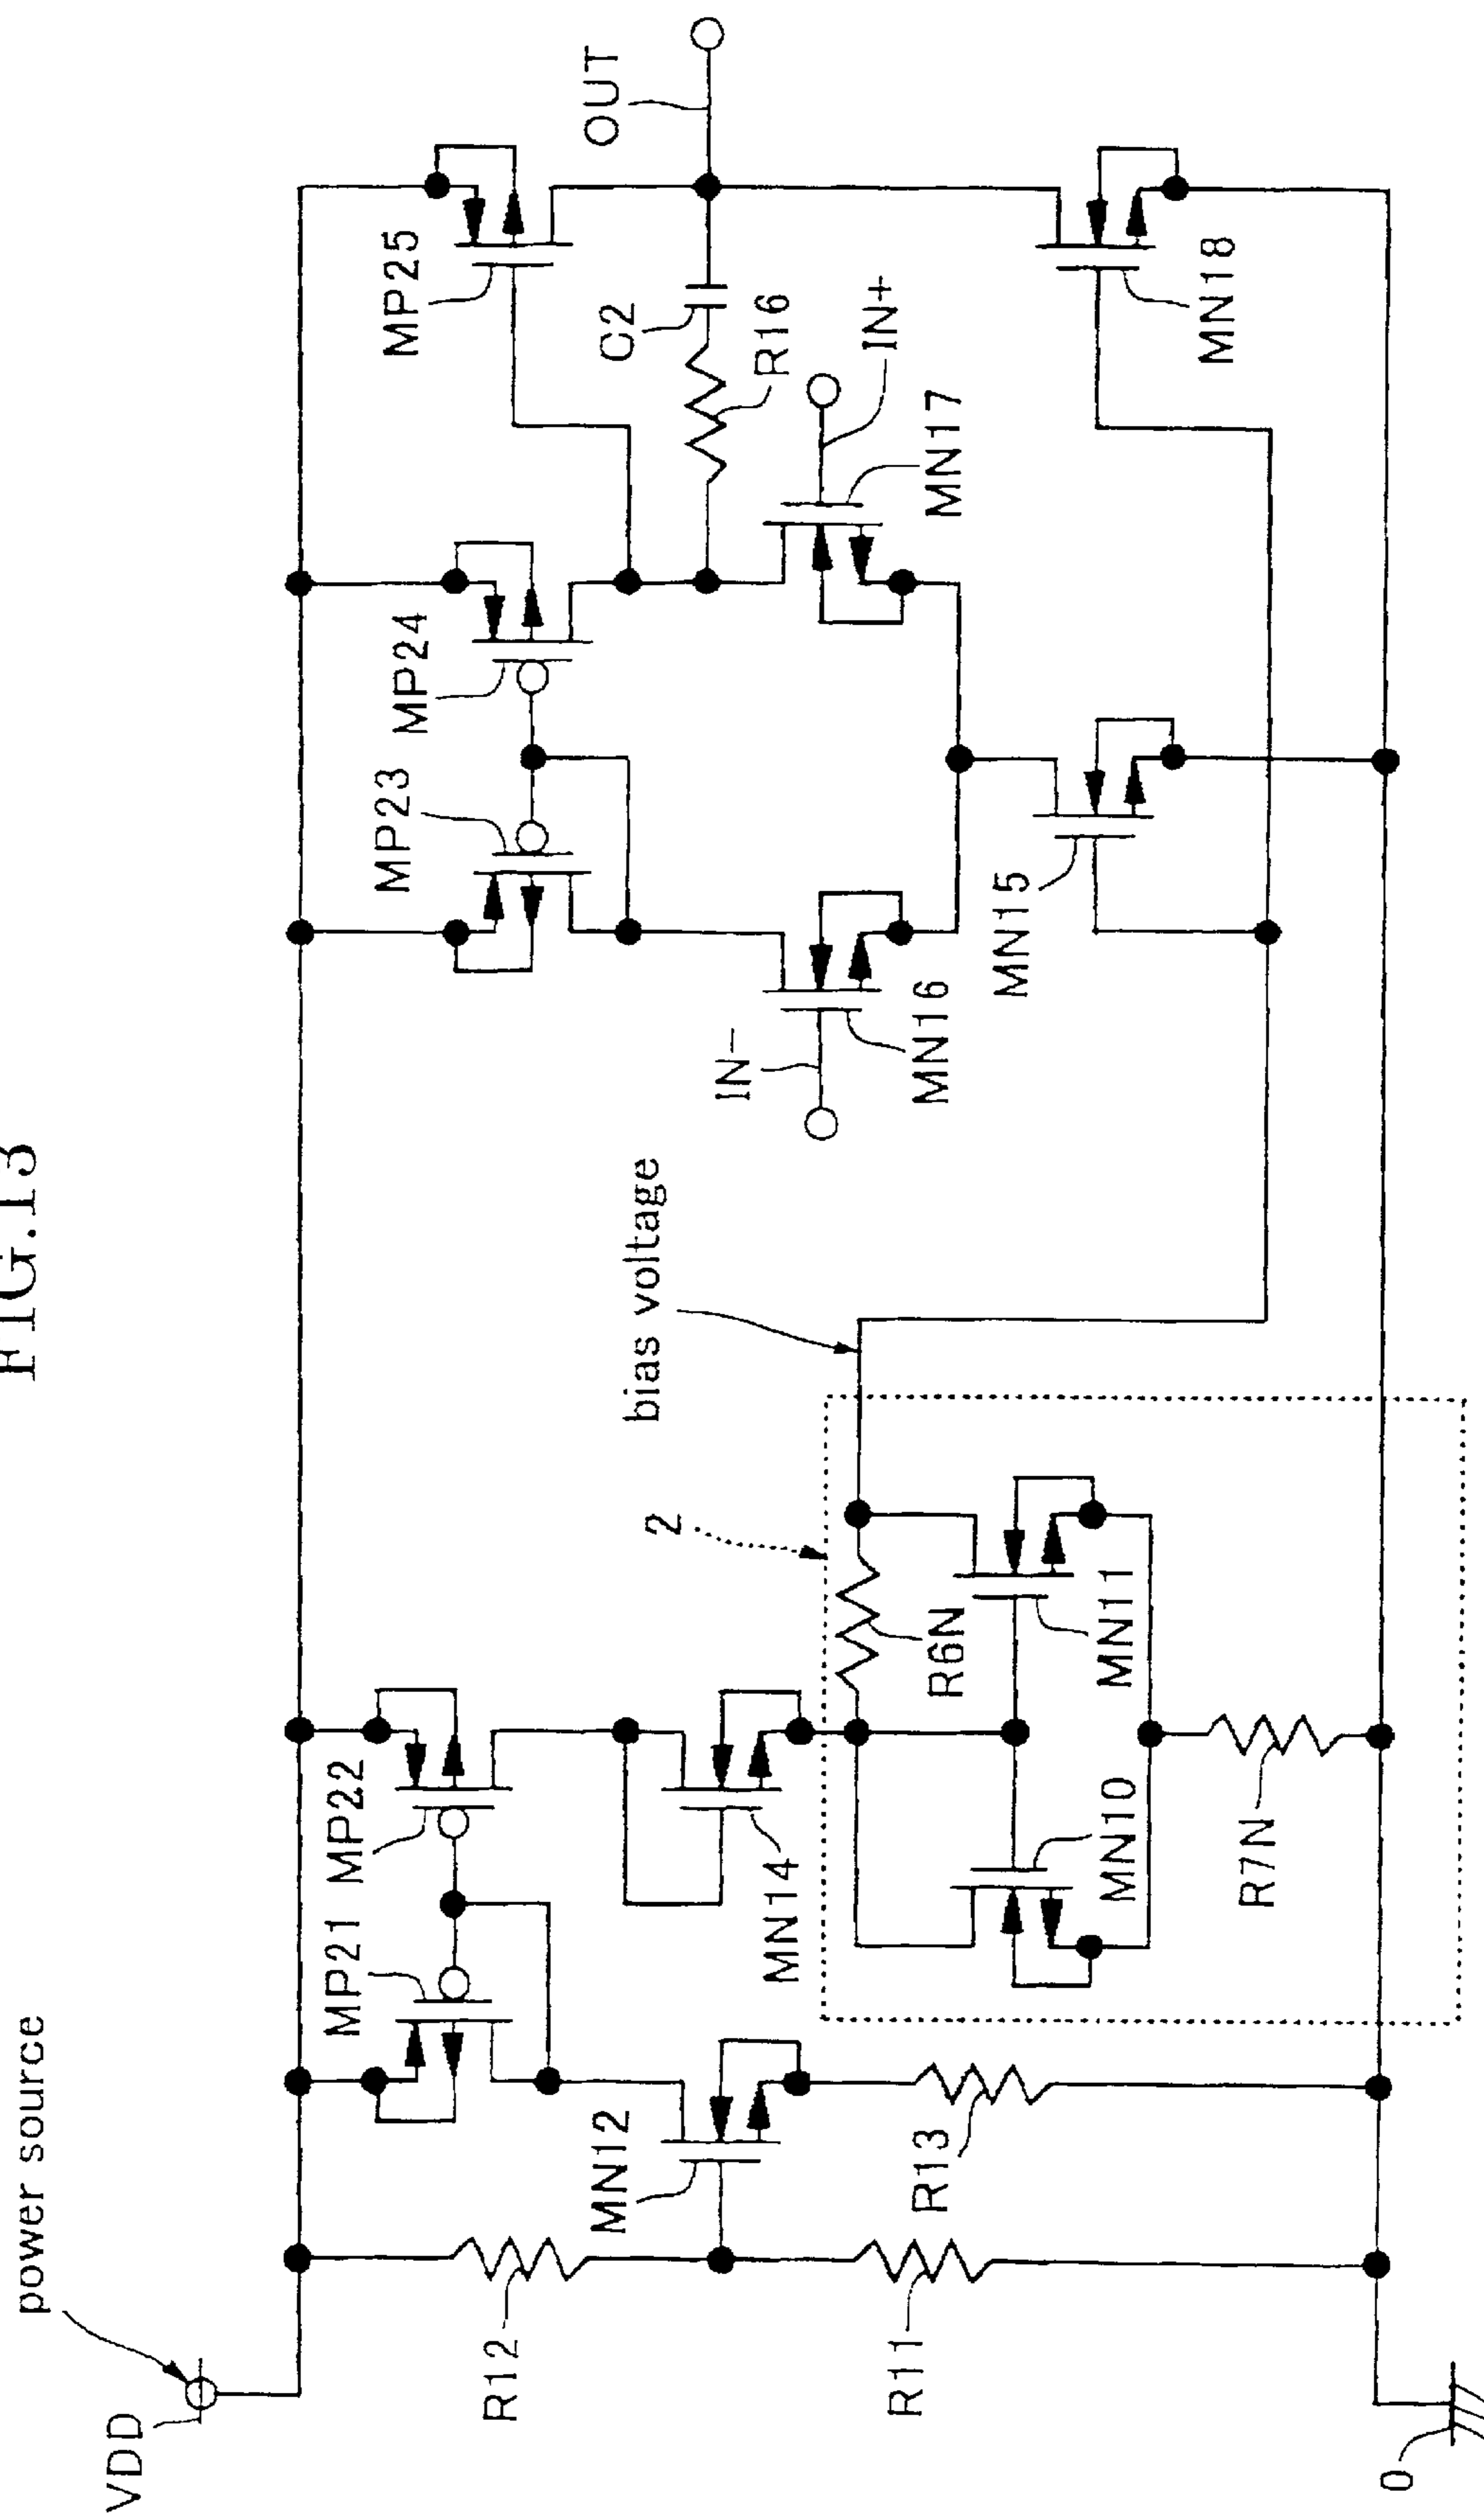 FIG.13
power source
VDD
R12
R11
0
MP21
MP22
MN12
R13
MN14
MN10
MN11
R6N
R7N
2
bias voltage
IN−
MN16
MP23
MP24
MN15
MN17
IN+
R16
C2
MP25
MN18
OUT